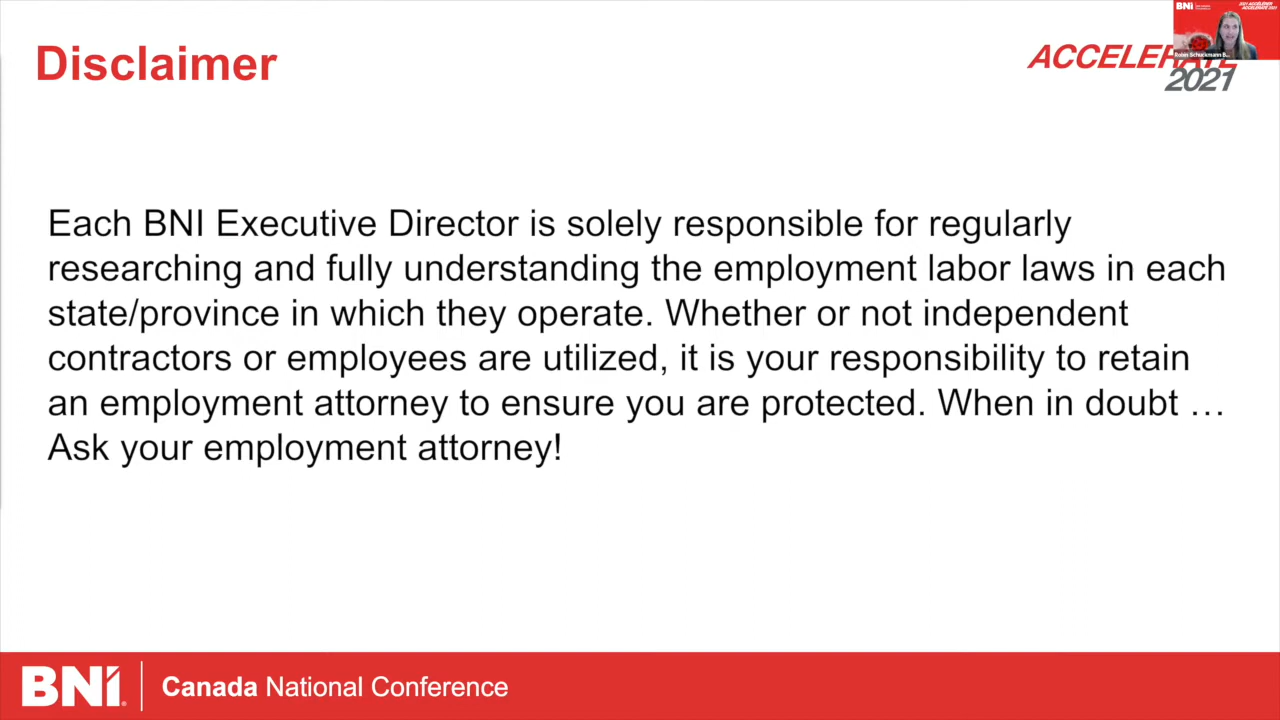 Disclaimer
ACCELERATE
2021
BNI
Robin Schuckmann B...
Each BNI Executive Director is solely responsible for regularly
researching and fully understanding the employment labor laws in each
state/province in which they operate. Whether or not independent
contractors or employees are utilized, it is your responsibility to retain
an employment attorney to ensure you are protected. When in doubt …
Ask your employment attorney!
BNI®
Canada National Conference